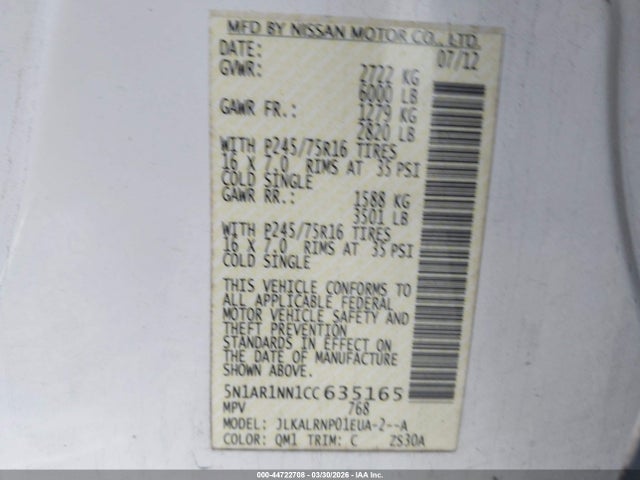 MFD BY NISSAN MOTOR CO., LTD.
DATE: 07/12
GVWR: 2722 KG
6000 LB
GAWR FR.: 1279 KG
2820 LB
WITH P245/75R16 TIRES
16 X 7.0 RIMS AT 35 PSI
COLD SINGLE
GAWR RR.: 1588 KG
3501 LB
WITH P245/75R16 TIRES
16 X 7.0 RIMS AT 35 PSI
COLD SINGLE
THIS VEHICLE CONFORMS TO
ALL APPLICABLE FEDERAL
MOTOR VEHICLE SAFETY AND
THEFT PREVENTION
STANDARDS IN EFFECT ON
THE DATE OF MANUFACTURE
SHOWN ABOVE.
5N1AR1NN1CC635165
MPV 768
MODEL: JLKALRNP01EUA-2--A
COLOR: QM1 TRIM: C ZS30A
000-44722708 - 03/30/2026 - IAAI.com